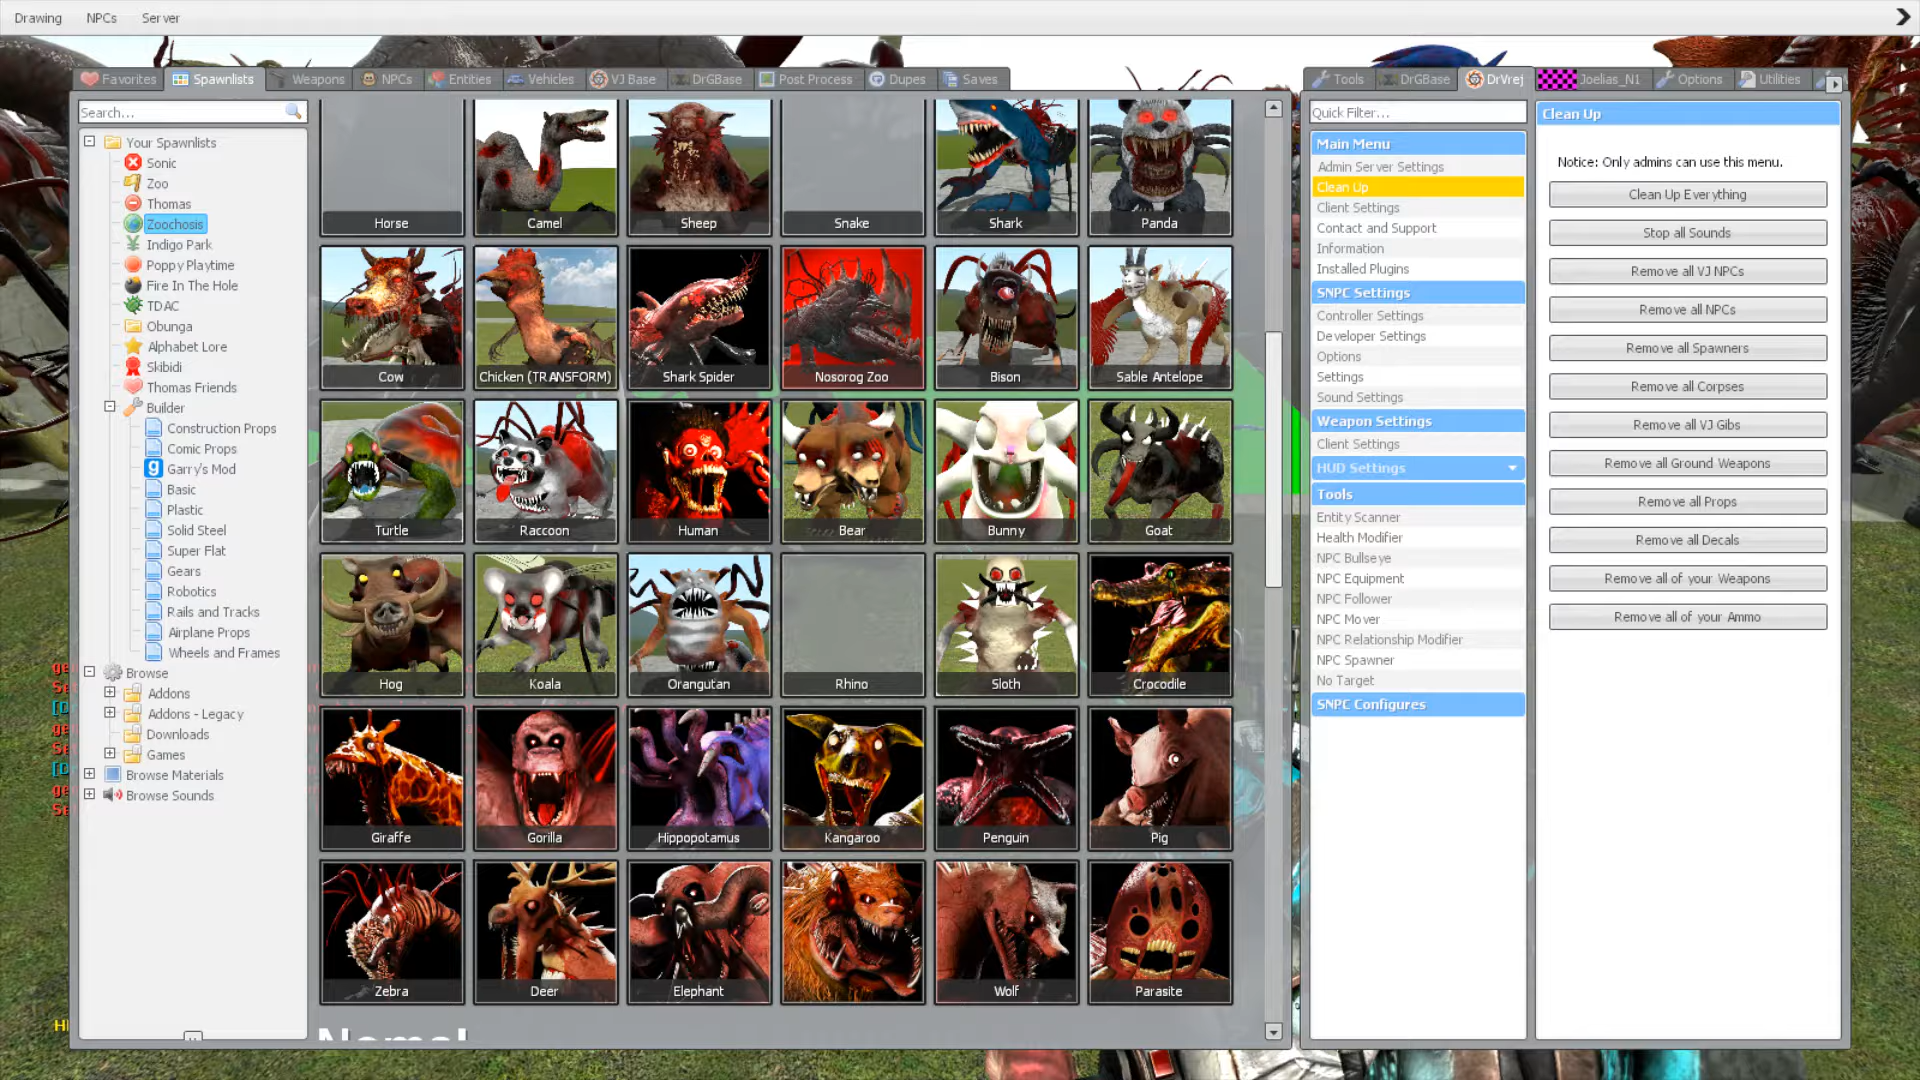 Drawing NPCs Server
Favorites Spawnlists Weapons NPCs Entities Vehicles VJ Base DrGBase Post Process Dupes Saves
Search...
Your Spawnlists
Sonic
Zoo
Thomas
Zoochosis
Indigo Park
Poppy Playtime
Fire In The Hole
TDAC
Obunga
Alphabet Lore
Skibidi
Thomas Friends
Builder
Construction Props
Comic Props
Garry's Mod
Basic
Plastic
Solid Steel
Super Flat
Gears
Robotics
Rails and Tracks
Airplane Props
Wheels and Frames
Browse
Addons
Addons - Legacy
Downloads
Games
Browse Materials
Browse Sounds
Horse Camel Sheep Snake Shark Panda
Cow Chicken (TRANSFORM) Shark Spider Nosorog Zoo Bison Sable Antelope
Turtle Raccoon Human Bear Bunny Goat
Hog Koala Orangutan Rhino Sloth Crocodile
Giraffe Gorilla Hippopotamus Kangaroo Penguin Pig
Zebra Deer Elephant Wolf Parasite
Tools DrGBase DrVrej Joelias_N1 Options Utilities
Quick Filter...
Main Menu
Admin Server Settings
Clean Up
Client Settings
Contact and Support
Information
Installed Plugins
SNPC Settings
Controller Settings
Developer Settings
Options
Settings
Sound Settings
Weapon Settings
Client Settings
HUD Settings
Tools
Entity Scanner
Health Modifier
NPC Bullseye
NPC Equipment
NPC Follower
NPC Mover
NPC Relationship Modifier
NPC Spawner
No Target
SNPC Configures
Clean Up
Notice: Only admins can use this menu.
Clean Up Everything
Stop all Sounds
Remove all VJ NPCs
Remove all NPCs
Remove all Spawners
Remove all Corpses
Remove all VJ Gibs
Remove all Ground Weapons
Remove all Props
Remove all Decals
Remove all of your Weapons
Remove all of your Ammo